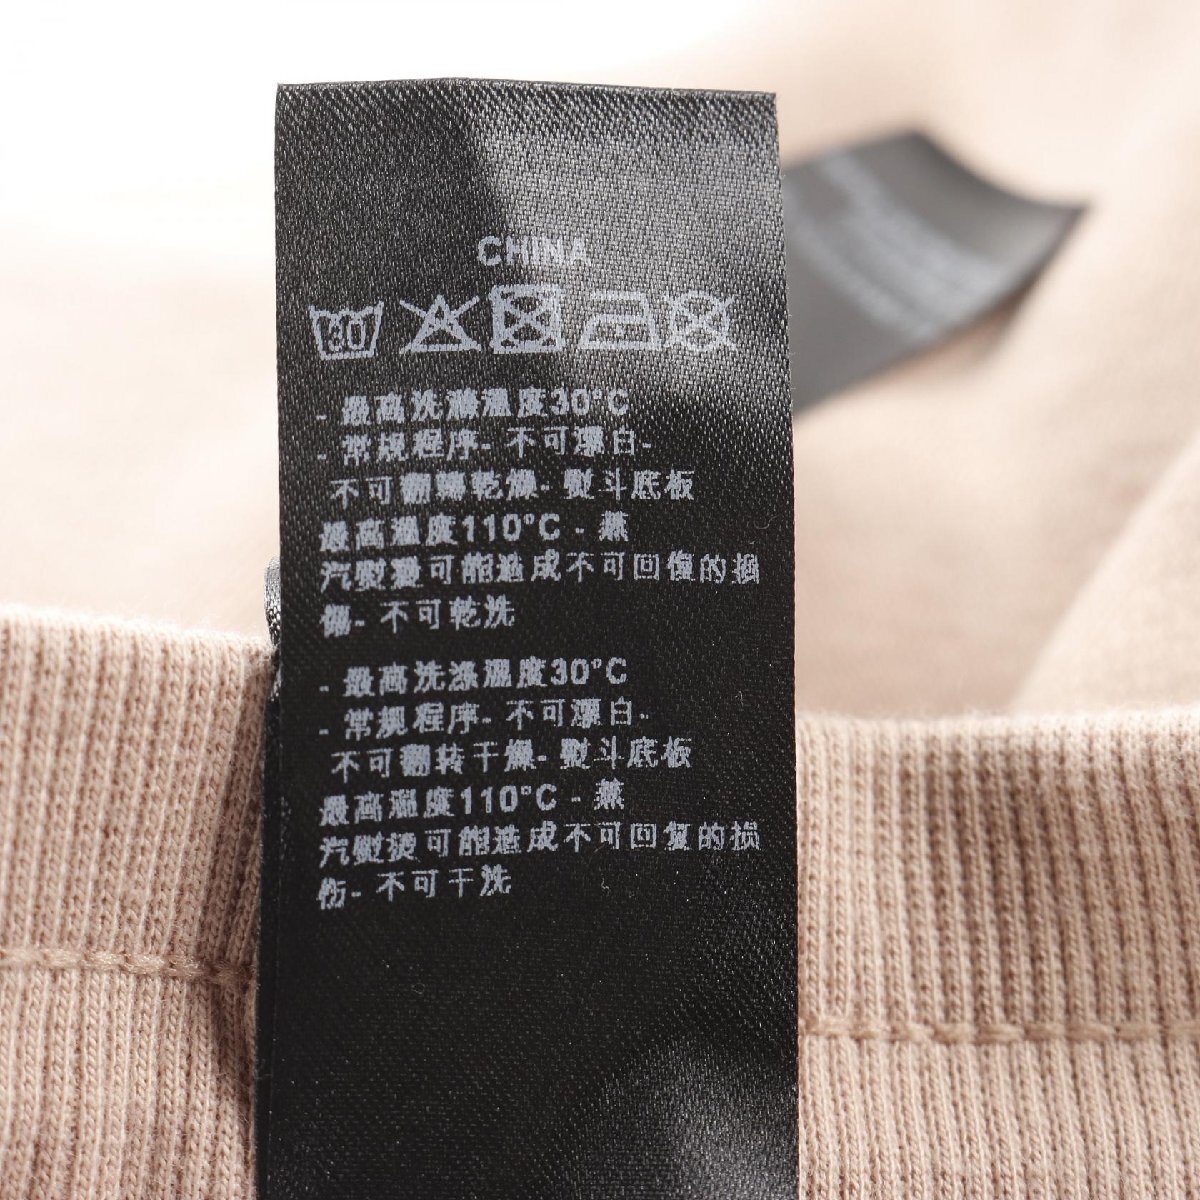 CHINA
30
- 最高洗滌溫度30°C
- 常規程序- 不可漂白-
不可翻轉乾燥- 熨斗底板
最高溫度110°C - 蒸
汽熨燙可能造成不可回復的損
傷- 不可乾洗
- 最高洗涤温度30°C
- 常规程序- 不可漂白-
不可翻转干燥- 熨斗底板
最高温度110°C - 蒸
汽熨烫可能造成不可回复的损
伤- 不可干洗